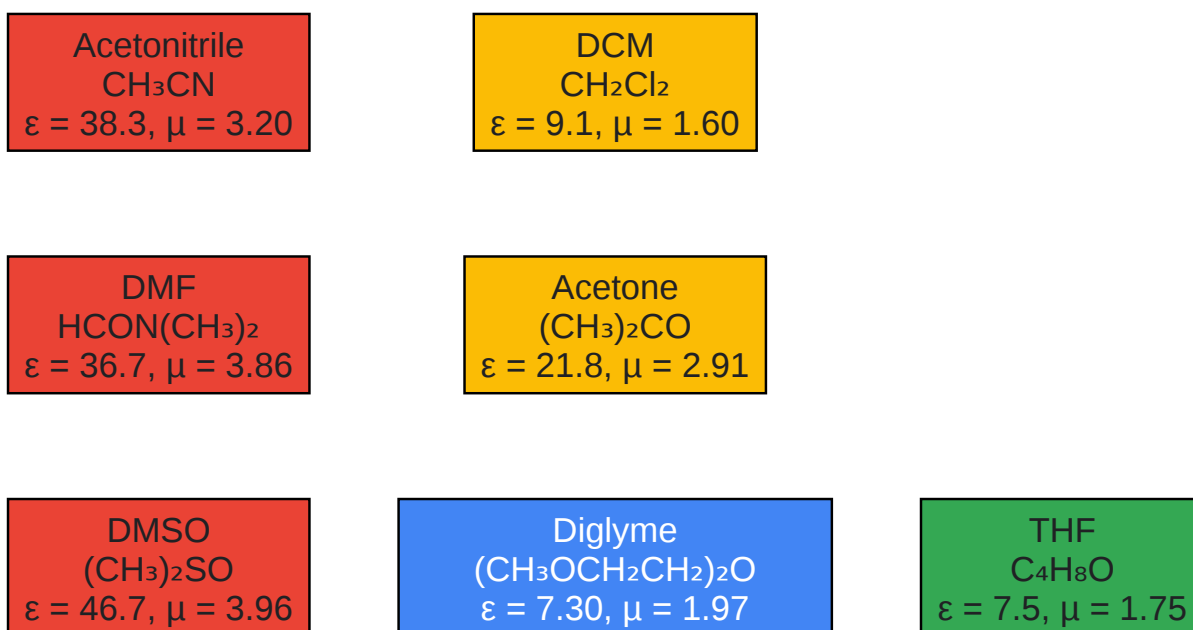 Acetonitrile
CH₃CN
ε = 38.3, μ = 3.20
DCM
CH₂Cl₂
ε = 9.1, μ = 1.60
DMF
HCON(CH₃)₂
ε = 36.7, μ = 3.86
Acetone
(CH₃)₂CO
ε = 21.8, μ = 2.91
DMSO
(CH₃)₂SO
ε = 46.7, μ = 3.96
Diglyme
(CH₃OCH₂CH₂)₂O
ε = 7.30, μ = 1.97
THF
C₄H₈O
ε = 7.5, μ = 1.75